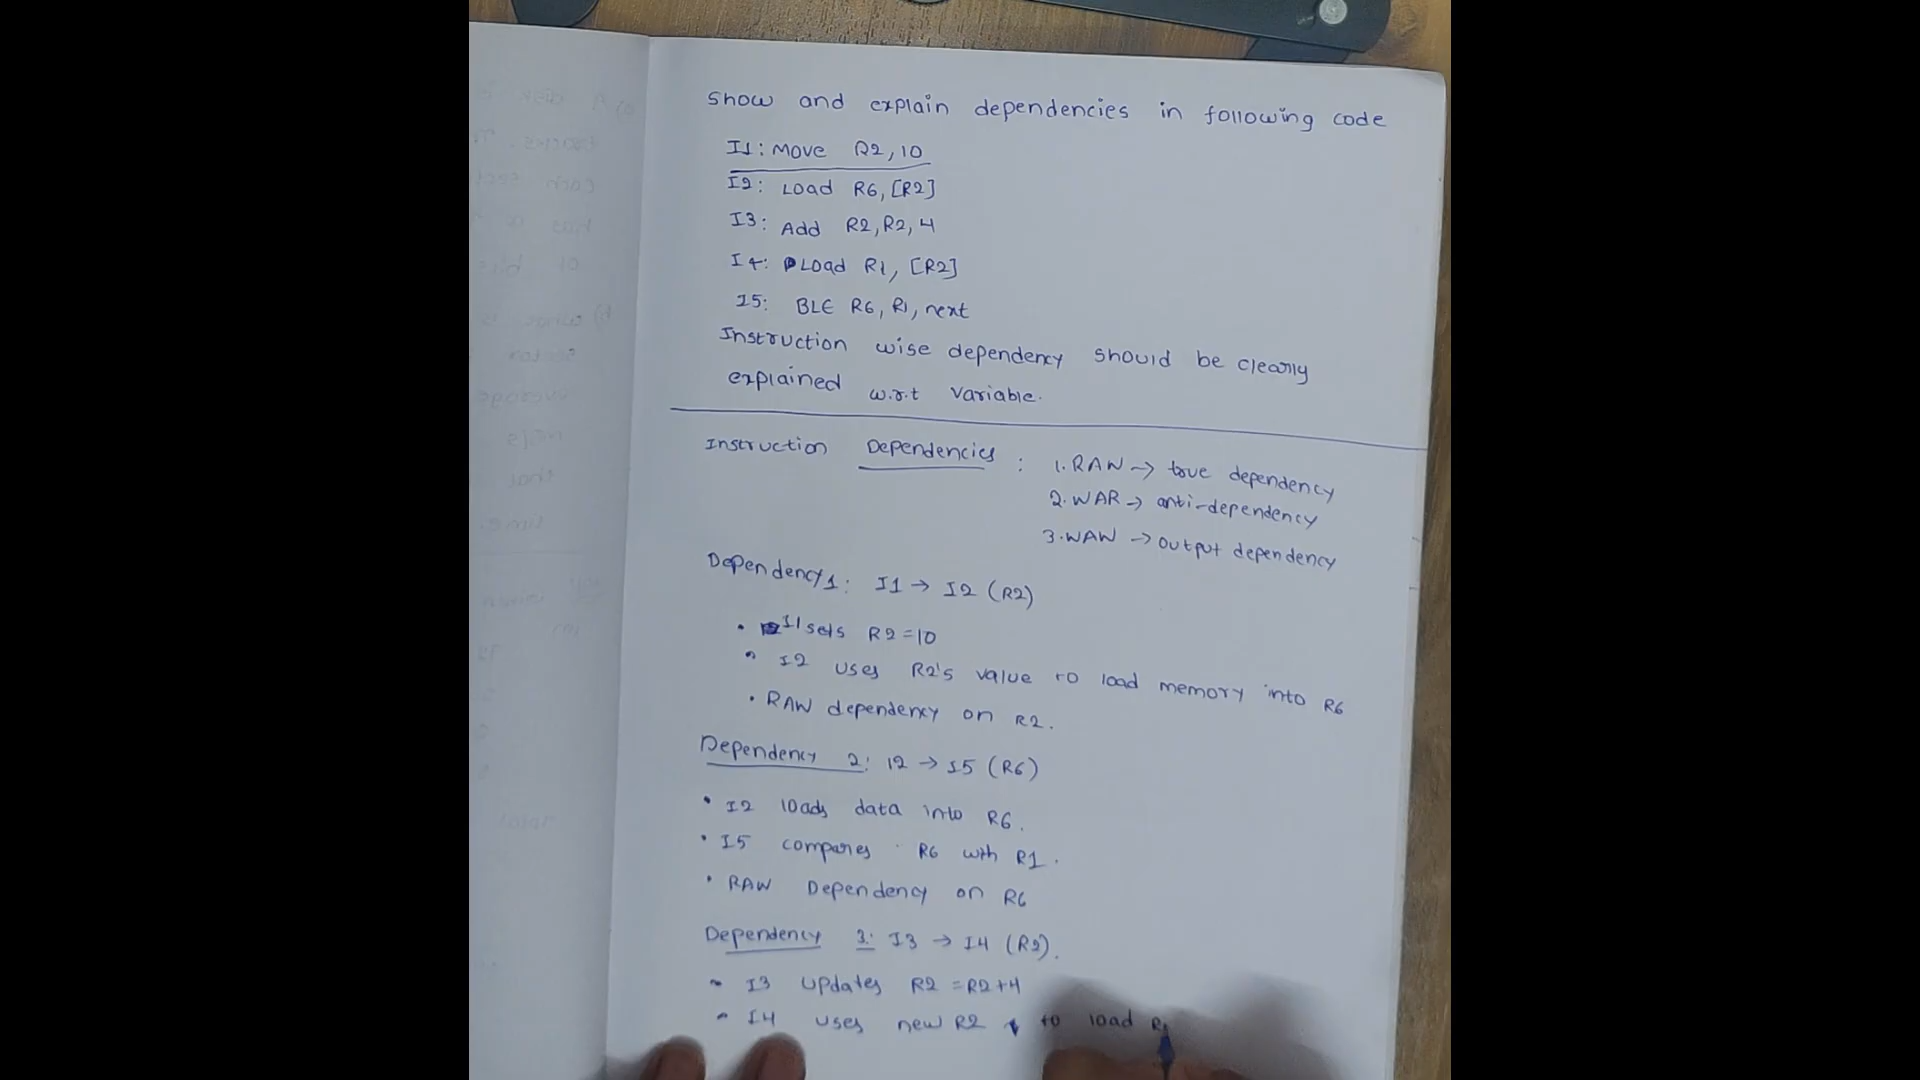 Show and explain dependencies in following code
I1: Move R2, 10
I2: Load R6, [R2]
I3: Add R2, R2, 4
I4: Load R1, [R2]
I5: BLE R6, R1, next
Instruction wise dependency should be clearly
explained w.r.t variable.
Instruction Dependencies : 1. RAW → true dependency
2. WAR → anti-dependency
3. WAW → output dependency
Dependency 1: I1 → I2 (R2)
• I1 sets R2 = 10
• I2 uses R2's value to load memory into R6
• RAW dependency on R2.
Dependency 2: I2 → I5 (R6)
• I2 loads data into R6.
• I5 compares R6 with R1.
• RAW Dependency on R6
Dependency 3: I3 → I4 (R2).
• I3 updates R2 = R2+4
• I4 uses new R2 to load